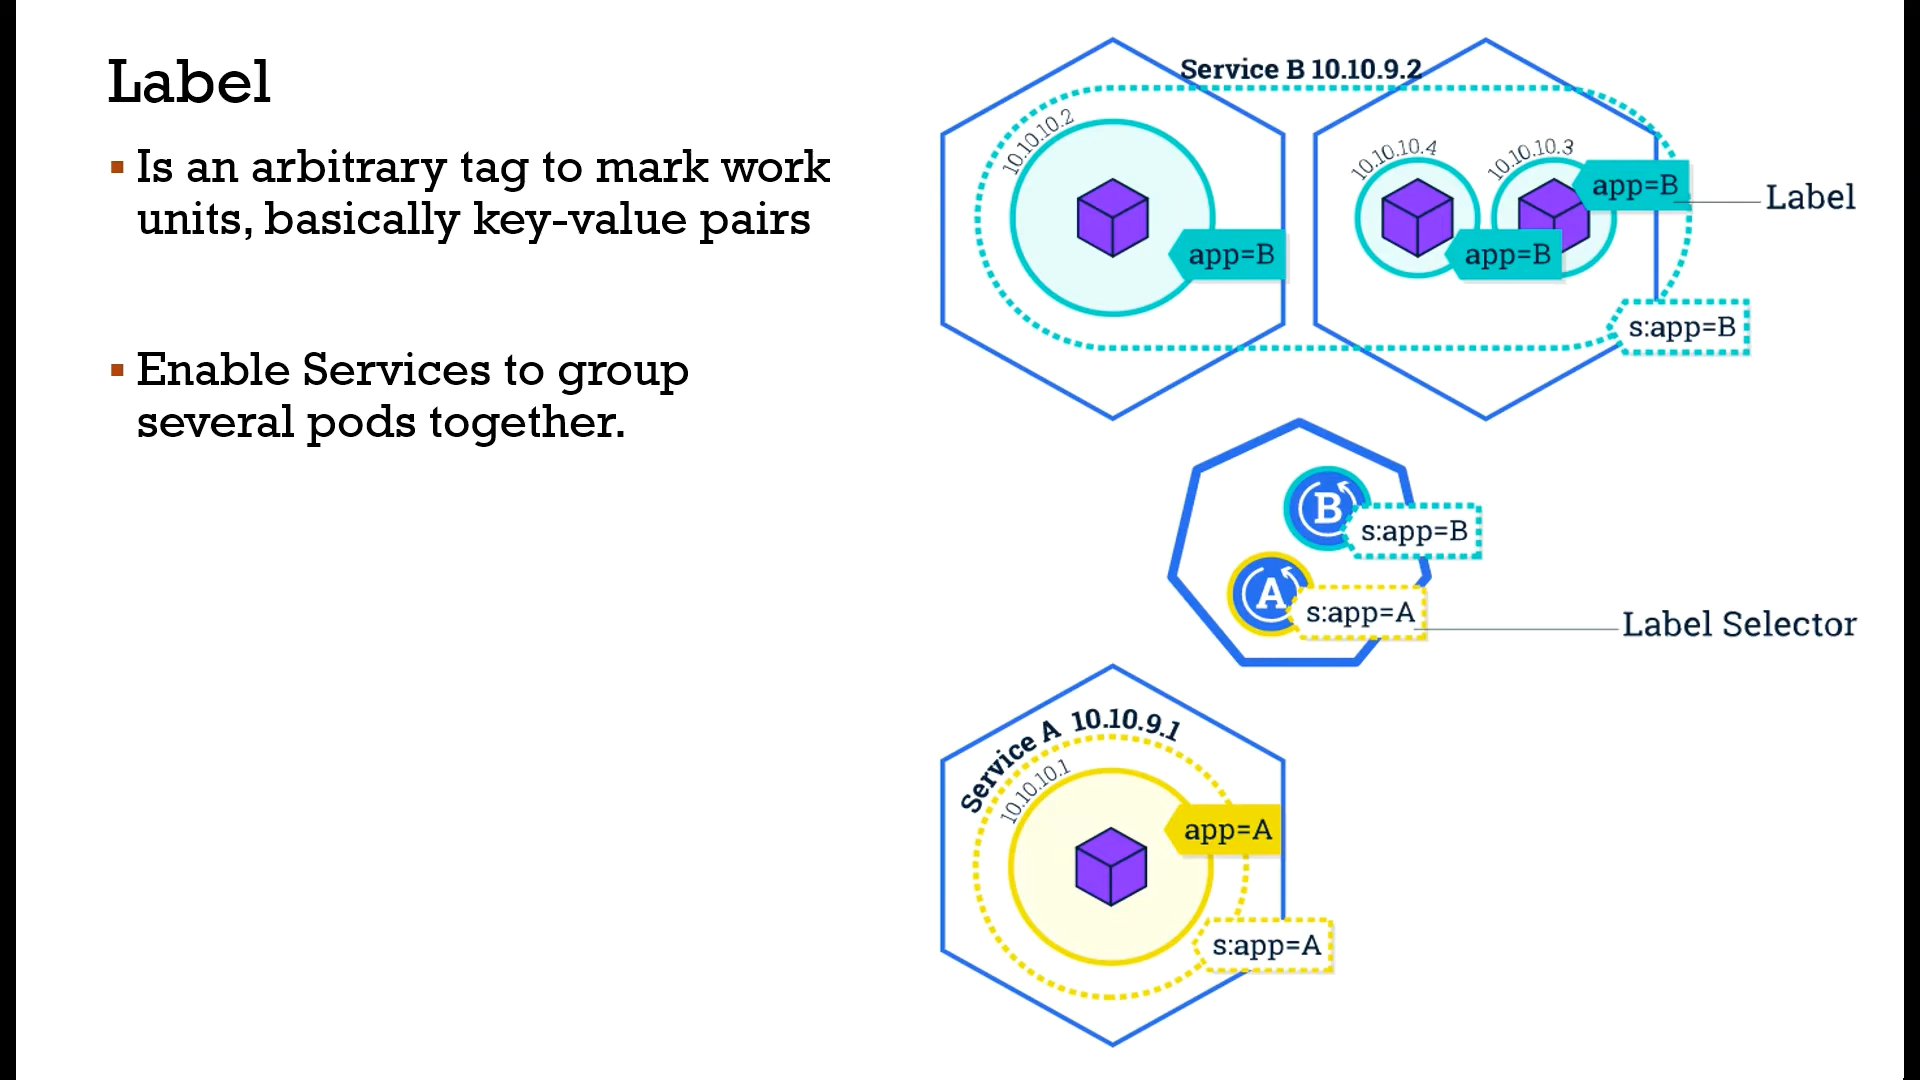 Label
Is an arbitrary tag to mark work
units, basically key-value pairs
Enable Services to group
several pods together.
Service B 10.10.9.2
10.10.10.2
app=B
10.10.10.4
app=B
10.10.10.3
app=B
Label
s:app=B
B
s:app=B
A
s:app=A
Label Selector
Service A 10.10.9.1
10.10.10.1
app=A
s:app=A